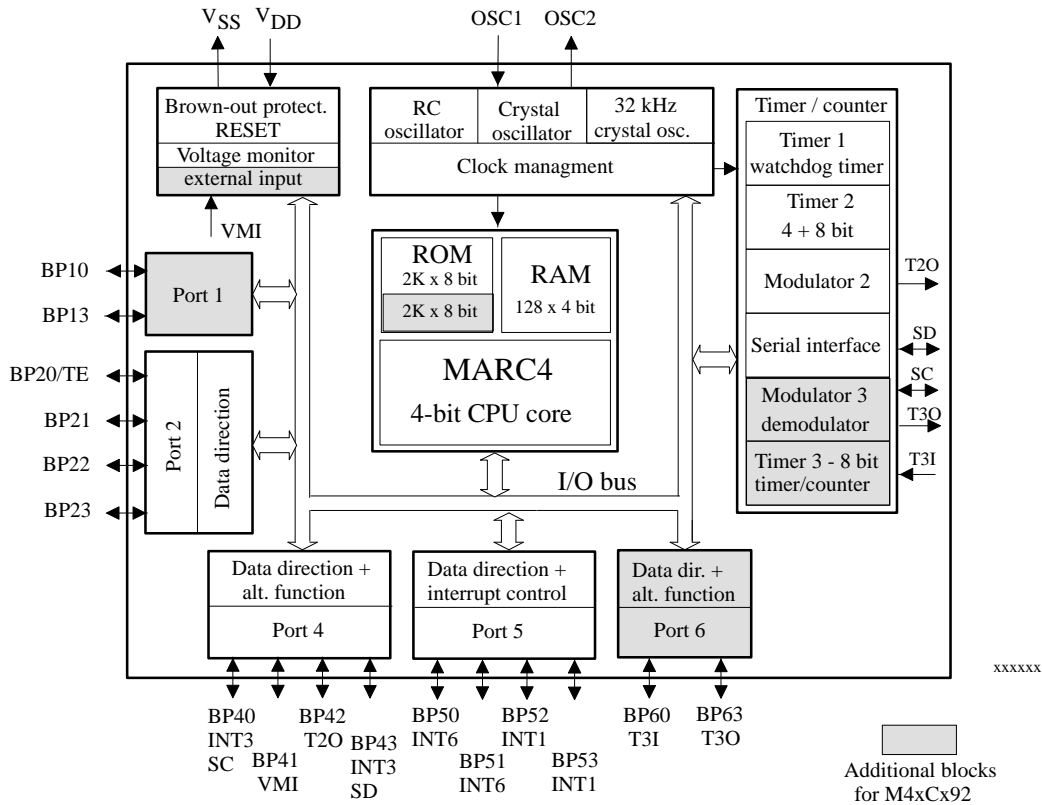 VSS
VDD
OSC1
OSC2
Brown-out protect.
RESET
Voltage monitor
external input
VMI
RC
oscillator
Crystal
oscillator
32 kHz
crystal osc.
Clock managment
Timer / counter
Timer 1
watchdog timer
Timer 2
4 + 8 bit
Modulator 2
Serial interface
Modulator 3
demodulator
Timer 3 - 8 bit
timer/counter
T2O
SD
SC
T3O
T3I
ROM
2K x 8 bit
2K x 8 bit
RAM
128 x 4 bit
MARC4
4-bit CPU core
I/O bus
BP10
BP13
Port 1
BP20/TE
BP21
BP22
BP23
Port 2
Data direction
Data direction +
alt. function
Port 4
Data direction +
interrupt control
Port 5
Data dir. +
alt. function
Port 6
BP40
INT3
SC
BP41
VMI
BP42
T2O
BP43
INT3
SD
BP50
INT6
BP51
INT6
BP52
INT1
BP53
INT1
BP60
T3I
BP63
T3O
xxxxxx
Additional blocks
for M4xCx92